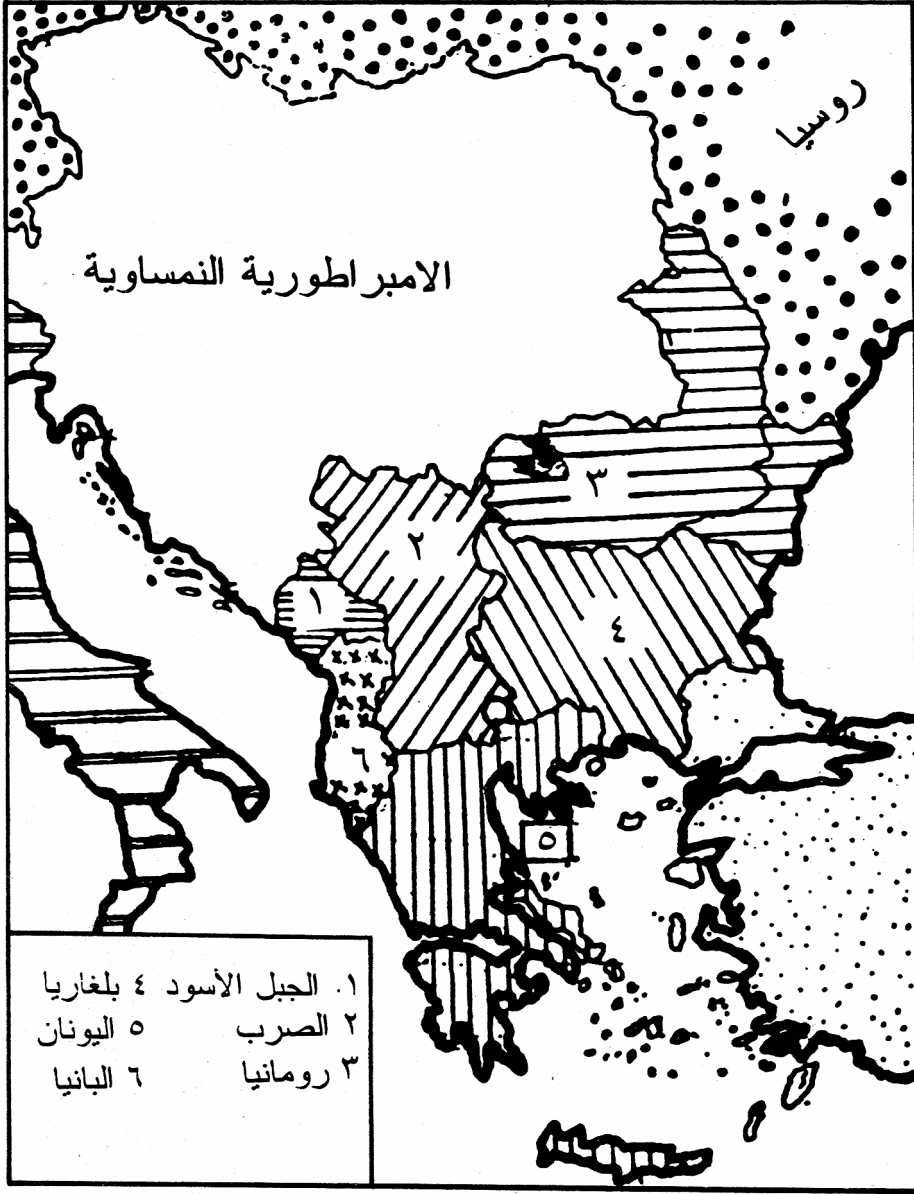 روسيا
الامبراطورية النمساوية
٣
٢
١
٤
٦
٥
١. الجبل الأسود ٤ بلغاريا
٢ الصرب ٥ اليونان
٣ رومانيا ٦ البانيا